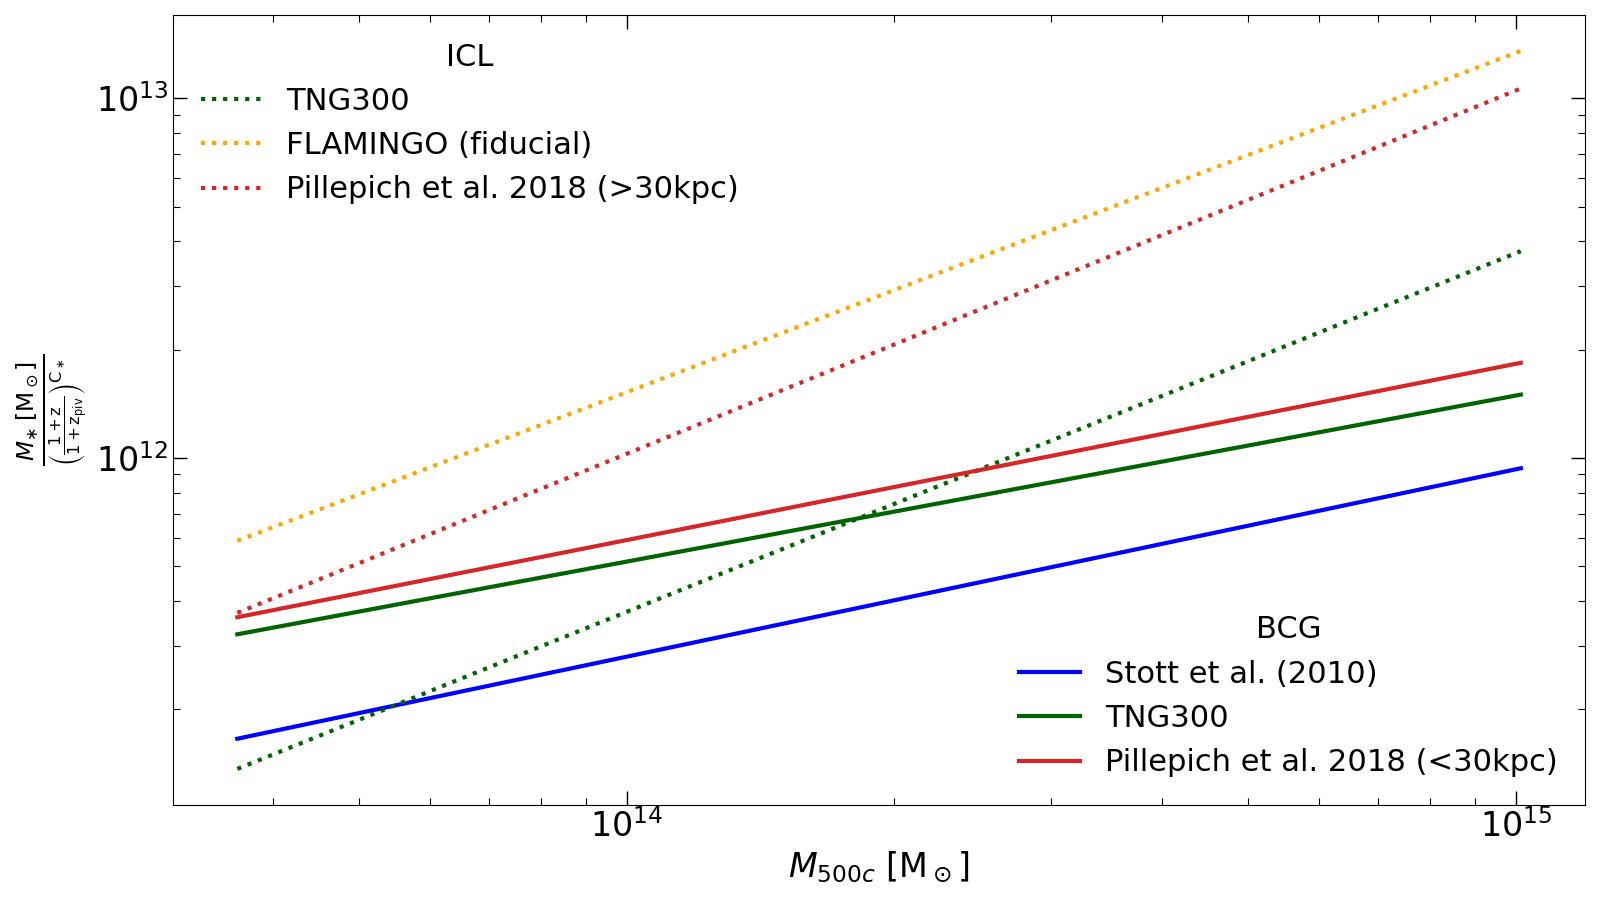 ICL
TNG300
FLAMINGO (fiducial)
Pillepich et al. 2018 (>30kpc)
10^13
10^12
M_* [M_⊙] / ((1+z)/(1+z_piv))^C_*
BCG
Stott et al. (2010)
TNG300
Pillepich et al. 2018 (<30kpc)
10^14
10^15
M_500c [M_⊙]